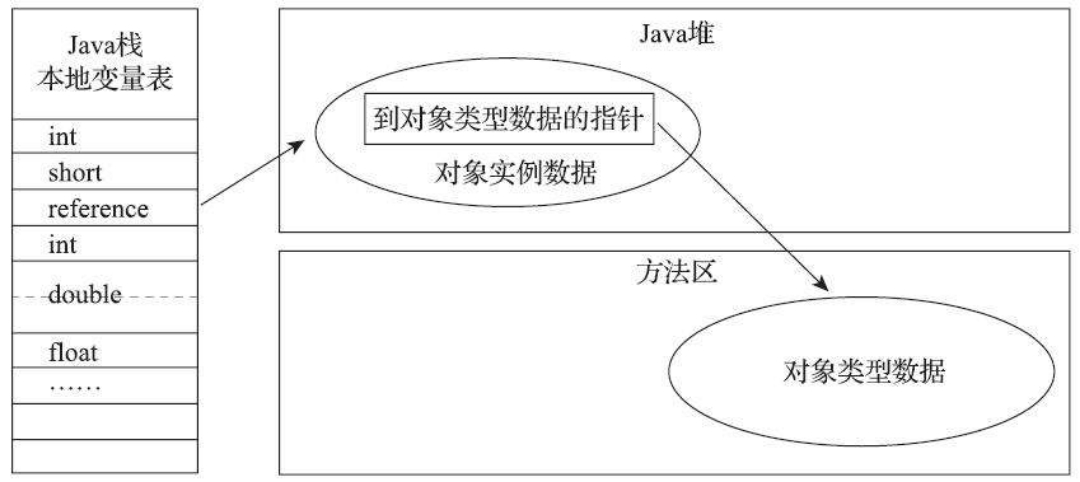 Java栈
本地变量表
int
short
reference
int
double
float
……
Java堆
到对象类型数据的指针
对象实例数据
方法区
对象类型数据